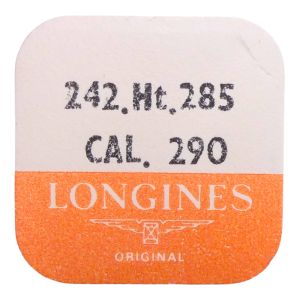 242.Ht.285
CAL. 290
LONGINES
ORIGINAL